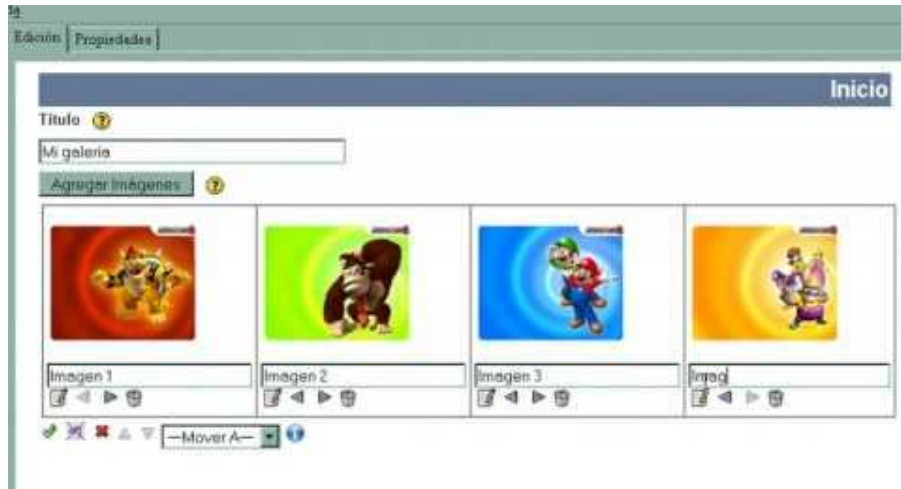 Edición Propiedades
Inicio
Título
Mi galería
Agregar Imágenes
Imagen 1 Imagen 2 Imagen 3 Imag
—Mover A—